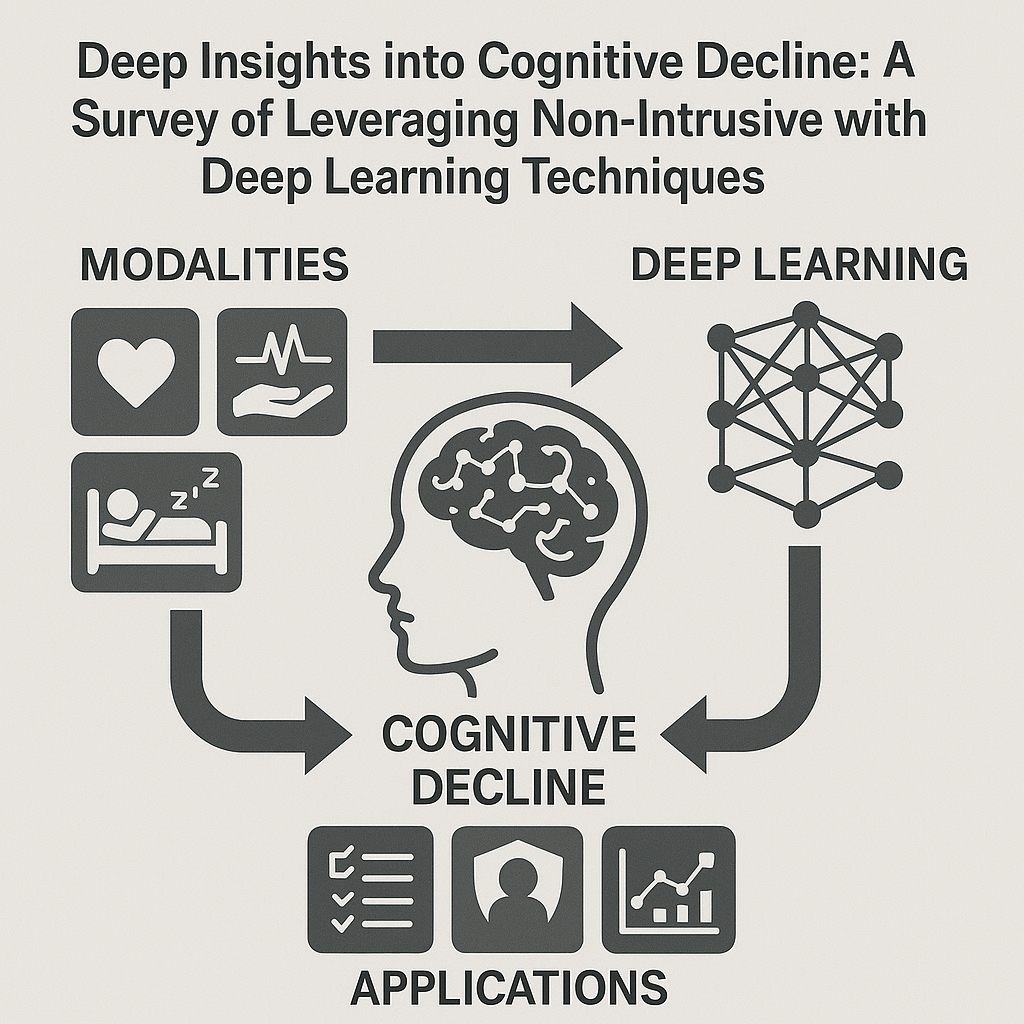 Deep Insights into Cognitive Decline: A
Survey of Leveraging Non-Intrusive with
Deep Learning Techniques
MODALITIES
DEEP LEARNING
z z z
COGNITIVE
DECLINE
APPLICATIONS